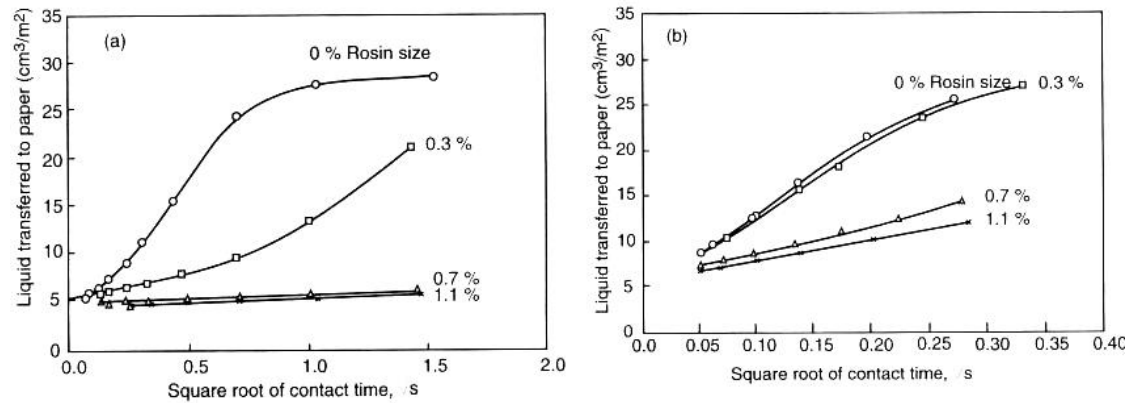 (a)
0 % Rosin size
0.3 %
0.7 %
1.1 %
Liquid transferred to paper (cm³/m²)
35
30
25
20
15
10
5
0
0.0 0.5 1.0 1.5 2.0
Square root of contact time, √s
(b)
0 % Rosin size
0.3 %
0.7 %
1.1 %
Liquid transferred to paper (cm³/m²)
35
30
25
20
15
10
5
0
0.0 0.05 0.10 0.15 0.20 0.25 0.30 0.35 0.40
Square root of contact time, √s